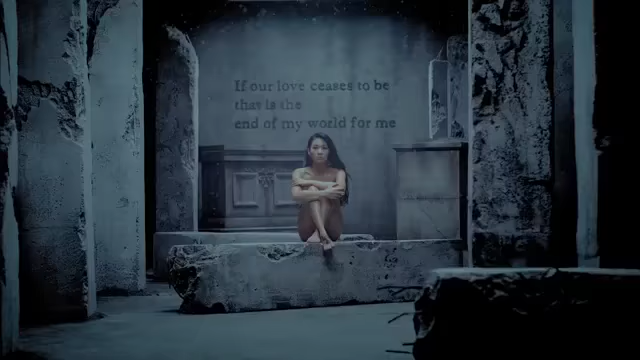 If our love ceases to be
that is the
end of my world for me